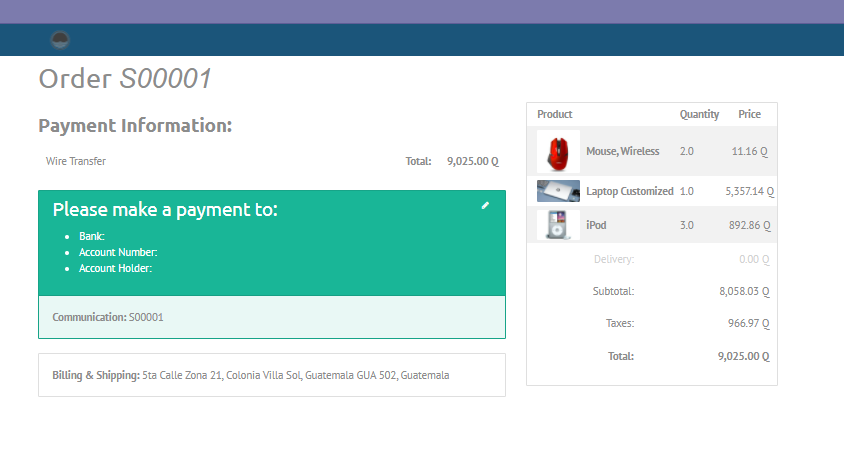 Order S00001
Payment Information:
Wire Transfer Total: 9,025.00 Q
Please make a payment to:
Bank:
Account Number:
Account Holder:
Communication: S00001
Billing & Shipping: 5ta Calle Zona 21, Colonia Villa Sol, Guatemala GUA 502, Guatemala
Product Quantity Price
Mouse, Wireless 2.0 11.16 Q
Laptop Customized 1.0 5,357.14 Q
iPod 3.0 892.86 Q
Delivery: 0.00 Q
Subtotal: 8,058.03 Q
Taxes: 966.97 Q
Total: 9,025.00 Q